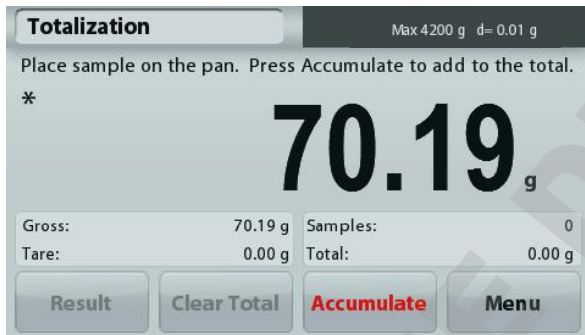 Totalization Max 4200 g d= 0.01 g
Place sample on the pan. Press Accumulate to add to the total.
*
70.19 g
Gross: 70.19 g Samples: 0
Tare: 0.00 g Total: 0.00 g
Result Clear Total Accumulate Menu